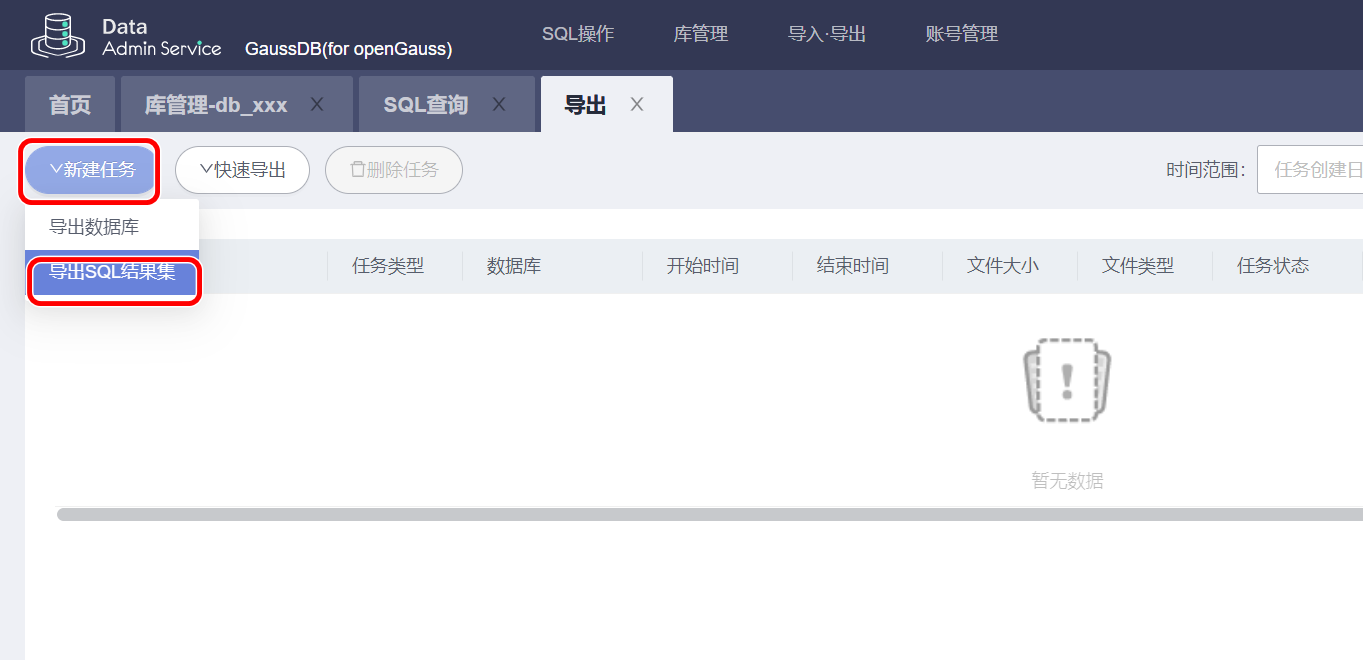 Data
Admin Service
GaussDB(for openGauss)
SQL操作
库管理
导入·导出
账号管理
首页
库管理-db_xxx
SQL查询
导出
新建任务
快速导出
删除任务
时间范围:
任务创建日
导出数据库
导出SQL结果集
任务类型
数据库
开始时间
结束时间
文件大小
文件类型
任务状态
暂无数据